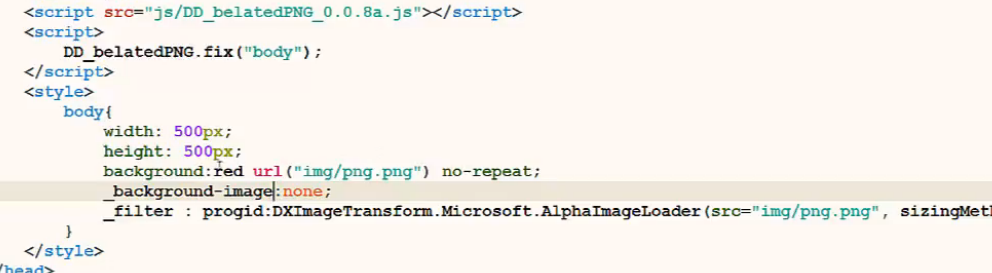 <script src="js/DD_belatedPNG_0.0.8a.js"></script>
<script>
DD_belatedPNG.fix("body");
</script>
<style>
body{
width: 500px;
height: 500px;
background:red url("img/png.png") no-repeat;
_background-image:none;
_filter : progid:DXImageTransform.Microsoft.AlphaImageLoader(src="img/png.png", sizingMet
}
</style>
</head>